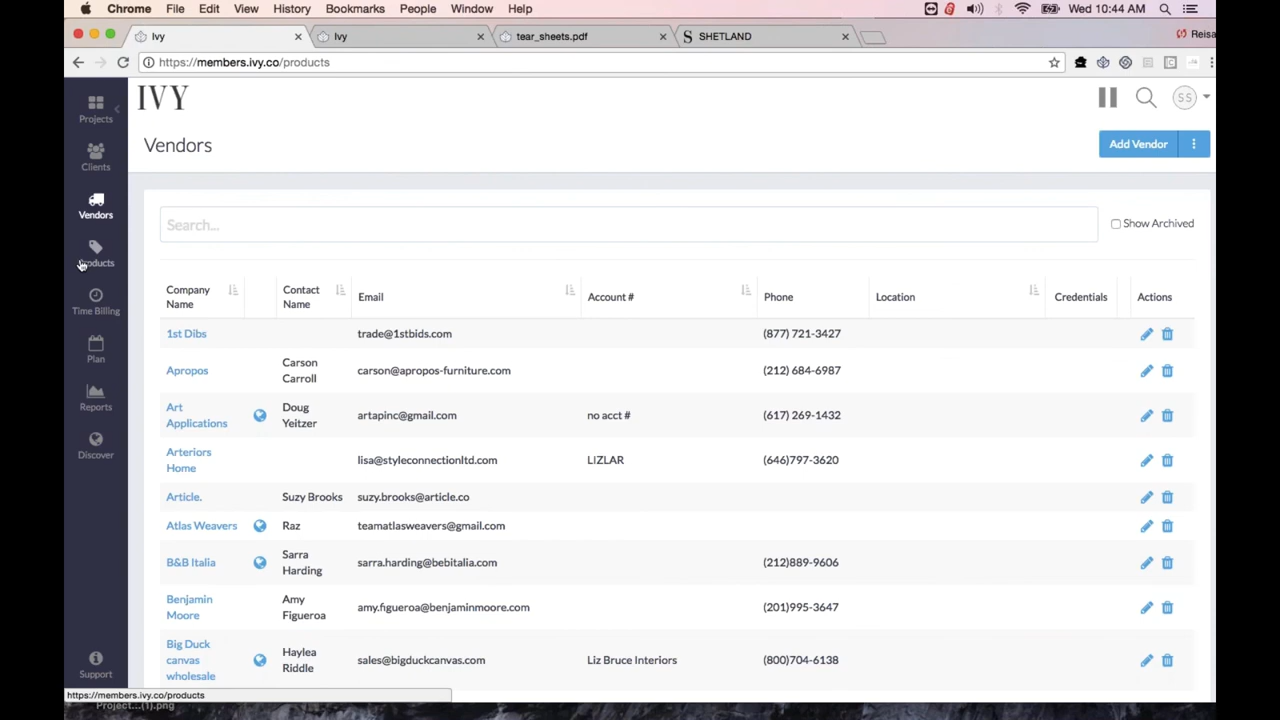 Chrome File Edit View History Bookmarks People Window Help Wed 10:44 AM
Ivy Ivy tear_sheets.pdf S SHETLAND Reisa
https://members.ivy.co/products
Projects
Clients
Vendors
Products
Time Billing
Plan
Reports
Discover
Support
IVY SS
Vendors Add Vendor
Search... Show Archived
Company Name Contact Name Email Account # Phone Location Credentials Actions
1st Dibs trade@1stbids.com (877) 721-3427
Apropos Carson Carroll carson@apropos-furniture.com (212) 684-6987
Art Applications Doug Yeitzer artapinc@gmail.com no acct # (617) 269-1432
Arteriors Home lisa@styleconnectionltd.com LIZLAR (646)797-3620
Article. Suzy Brooks suzy.brooks@article.co
Atlas Weavers Raz teamatlasweavers@gmail.com
B&B Italia Sarra Harding sarra.harding@bebitalia.com (212)889-9606
Benjamin Moore Amy Figueroa amy.figueroa@benjaminmoore.com (201)995-3647
Big Duck canvas wholesale Haylea Riddle sales@bigduckcanvas.com Liz Bruce Interiors (800)704-6138
https://members.ivy.co/products
Project...(1).png